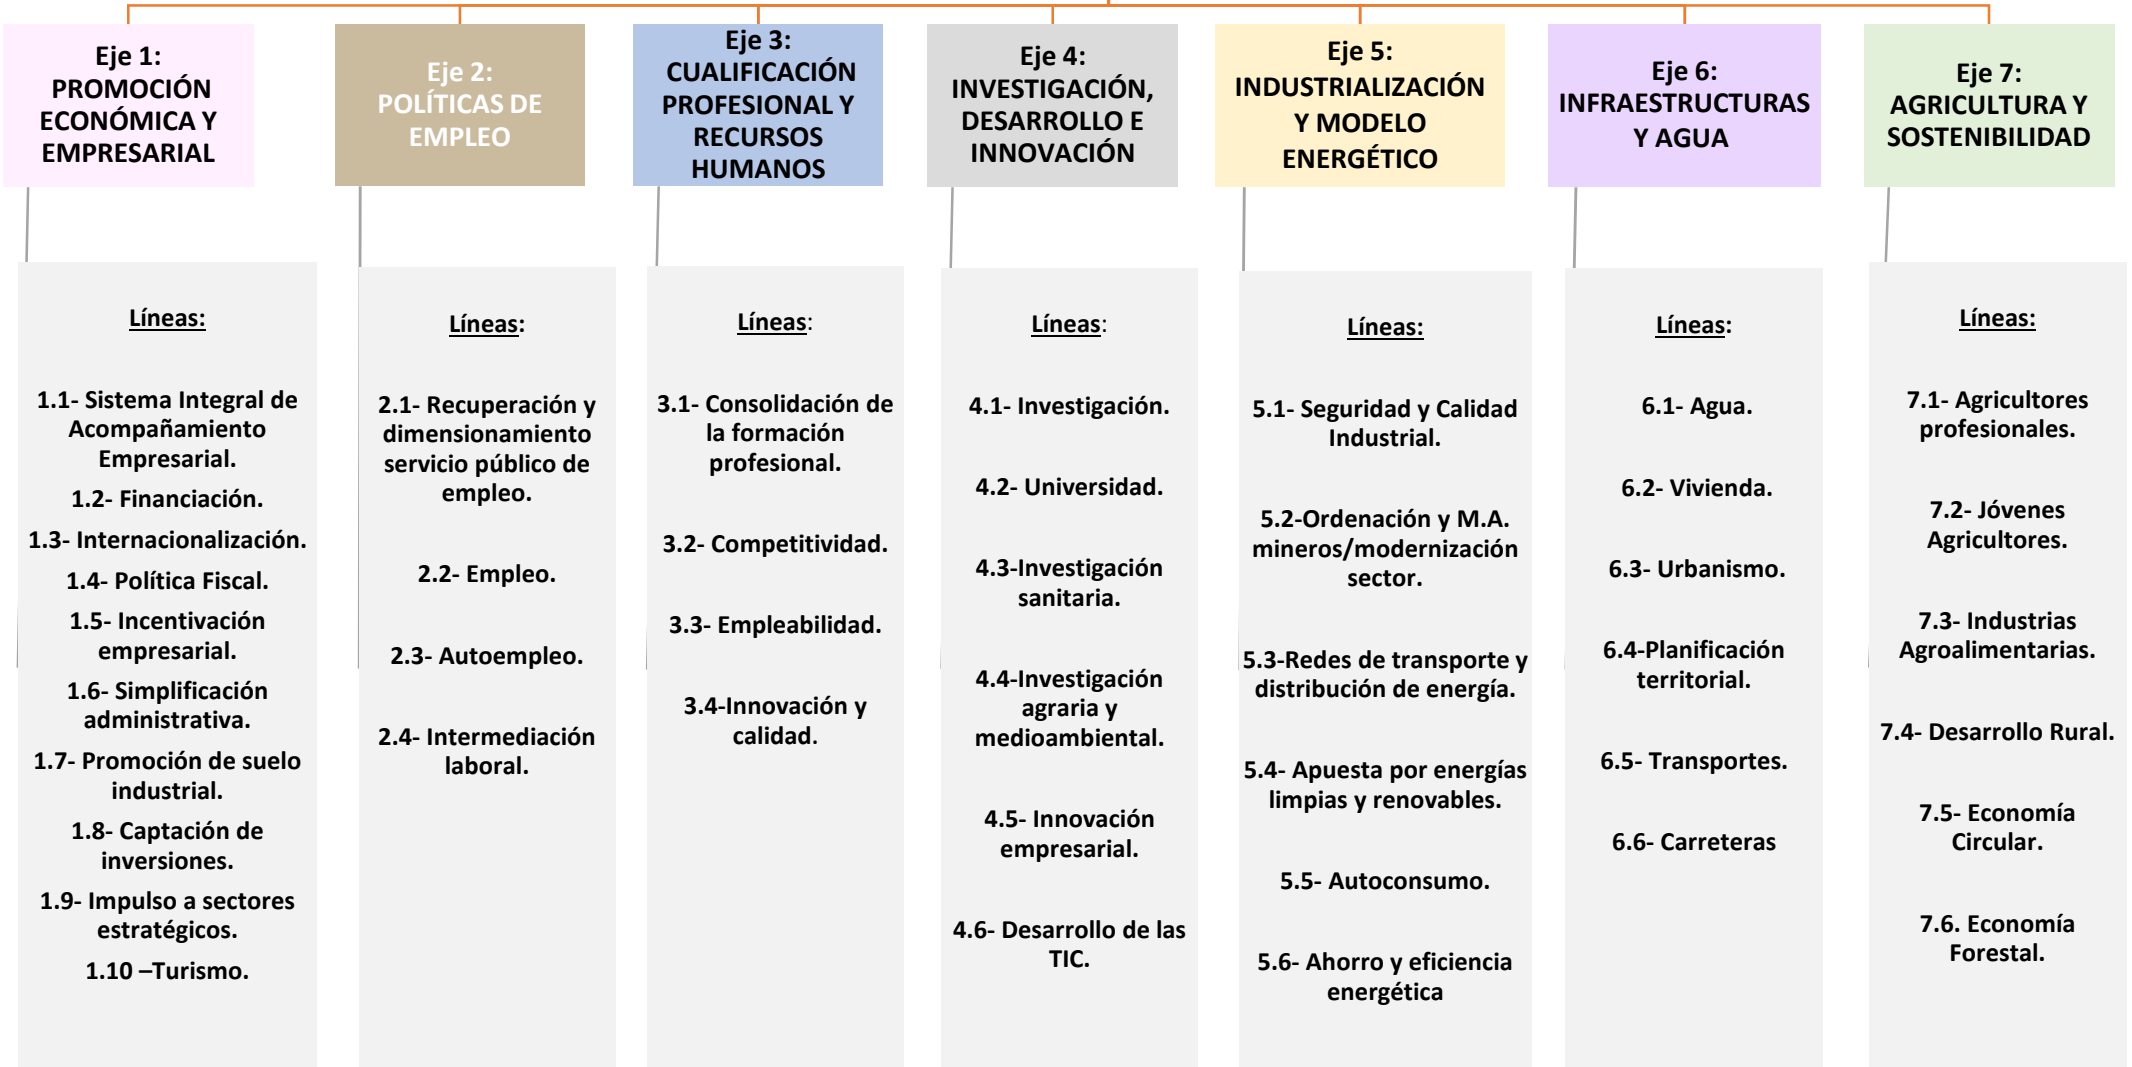 Eje 1:
PROMOCIÓN
ECONÓMICA Y
EMPRESARIAL
Eje 2:
POLÍTICAS DE
EMPLEO
Eje 3:
CUALIFICACIÓN
PROFESIONAL Y
RECURSOS
HUMANOS
Eje 4:
INVESTIGACIÓN,
DESARROLLO E
INNOVACIÓN
Eje 5:
INDUSTRIALIZACIÓN
Y MODELO
ENERGÉTICO
Eje 6:
INFRAESTRUCTURAS
Y AGUA
Eje 7:
AGRICULTURA Y
SOSTENIBILIDAD
Líneas:
1.1- Sistema Integral de
Acompañamiento
Empresarial.
1.2- Financiación.
1.3- Internacionalización.
1.4- Política Fiscal.
1.5- Incentivación
empresarial.
1.6- Simplificación
administrativa.
1.7- Promoción de suelo
industrial.
1.8- Captación de
inversiones.
1.9- Impulso a sectores
estratégicos.
1.10 –Turismo.
Líneas:
2.1- Recuperación y
dimensionamiento
servicio público de
empleo.
2.2- Empleo.
2.3- Autoempleo.
2.4- Intermediación
laboral.
Líneas:
3.1- Consolidación de
la formación
profesional.
3.2- Competitividad.
3.3- Empleabilidad.
3.4-Innovación y
calidad.
Líneas:
4.1- Investigación.
4.2- Universidad.
4.3-Investigación
sanitaria.
4.4-Investigación
agraria y
medioambiental.
4.5- Innovación
empresarial.
4.6- Desarrollo de las
TIC.
Líneas:
5.1- Seguridad y Calidad
Industrial.
5.2-Ordenación y M.A.
mineros/modernización
sector.
5.3-Redes de transporte y
distribución de energía.
5.4- Apuesta por energías
limpias y renovables.
5.5- Autoconsumo.
5.6- Ahorro y eficiencia
energética
Líneas:
6.1- Agua.
6.2- Vivienda.
6.3- Urbanismo.
6.4-Planificación
territorial.
6.5- Transportes.
6.6- Carreteras
Líneas:
7.1- Agricultores
profesionales.
7.2- Jóvenes
Agricultores.
7.3- Industrias
Agroalimentarias.
7.4- Desarrollo Rural.
7.5- Economía
Circular.
7.6. Economía
Forestal.